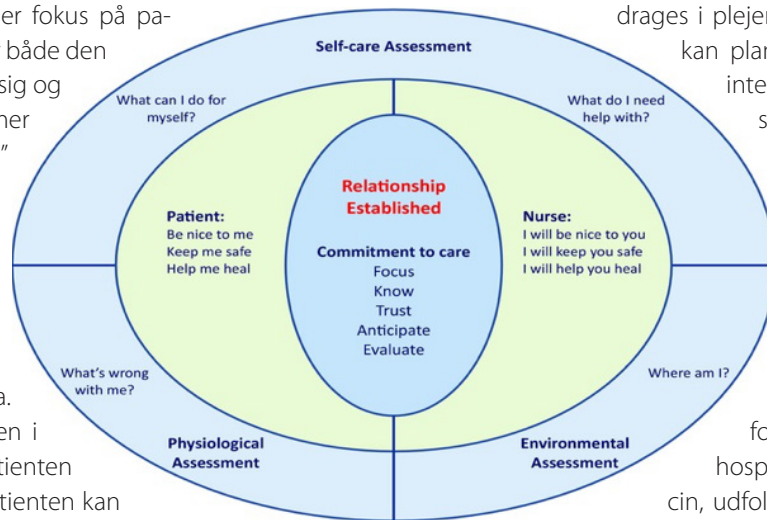 er fokus på pa-
både den
sig og
ner
”
drages i plejen
kan plan
inte
s
Self-care Assessment
What can I do for
myself?
What do I need
help with?
Relationship
Established
Commitment to care
Focus
Know
Trust
Anticipate
Evaluate
Patient:
Be nice to me
Keep me safe
Help me heal
Nurse:
I will be nice to you
I will keep you safe
I will help you heal
What's wrong
with me?
Where am I?
Physiological
Assessment
Environmental
Assessment
a.
en i
tienten
tienten kan
fo
hosp
cin, udfol